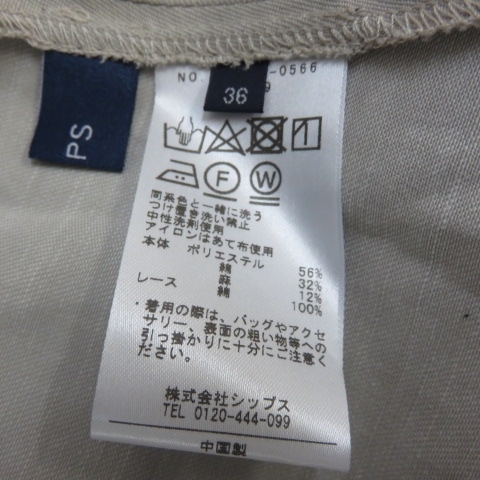 PS
NO. -0566
9
36
F W
同系色と一緒に洗う
つけ置き洗い禁止
中性洗剤使用
アイロンはあて布使用
本体 ポリエステル 56%
綿 32%
麻 12%
レース 綿 100%
・着用の際は、バッグやアクセ
サリー、表面の粗い物等への
引っ掛かりに十分にご注意く
ださい。
株式会社シップス
TEL 0120-444-099
中国製